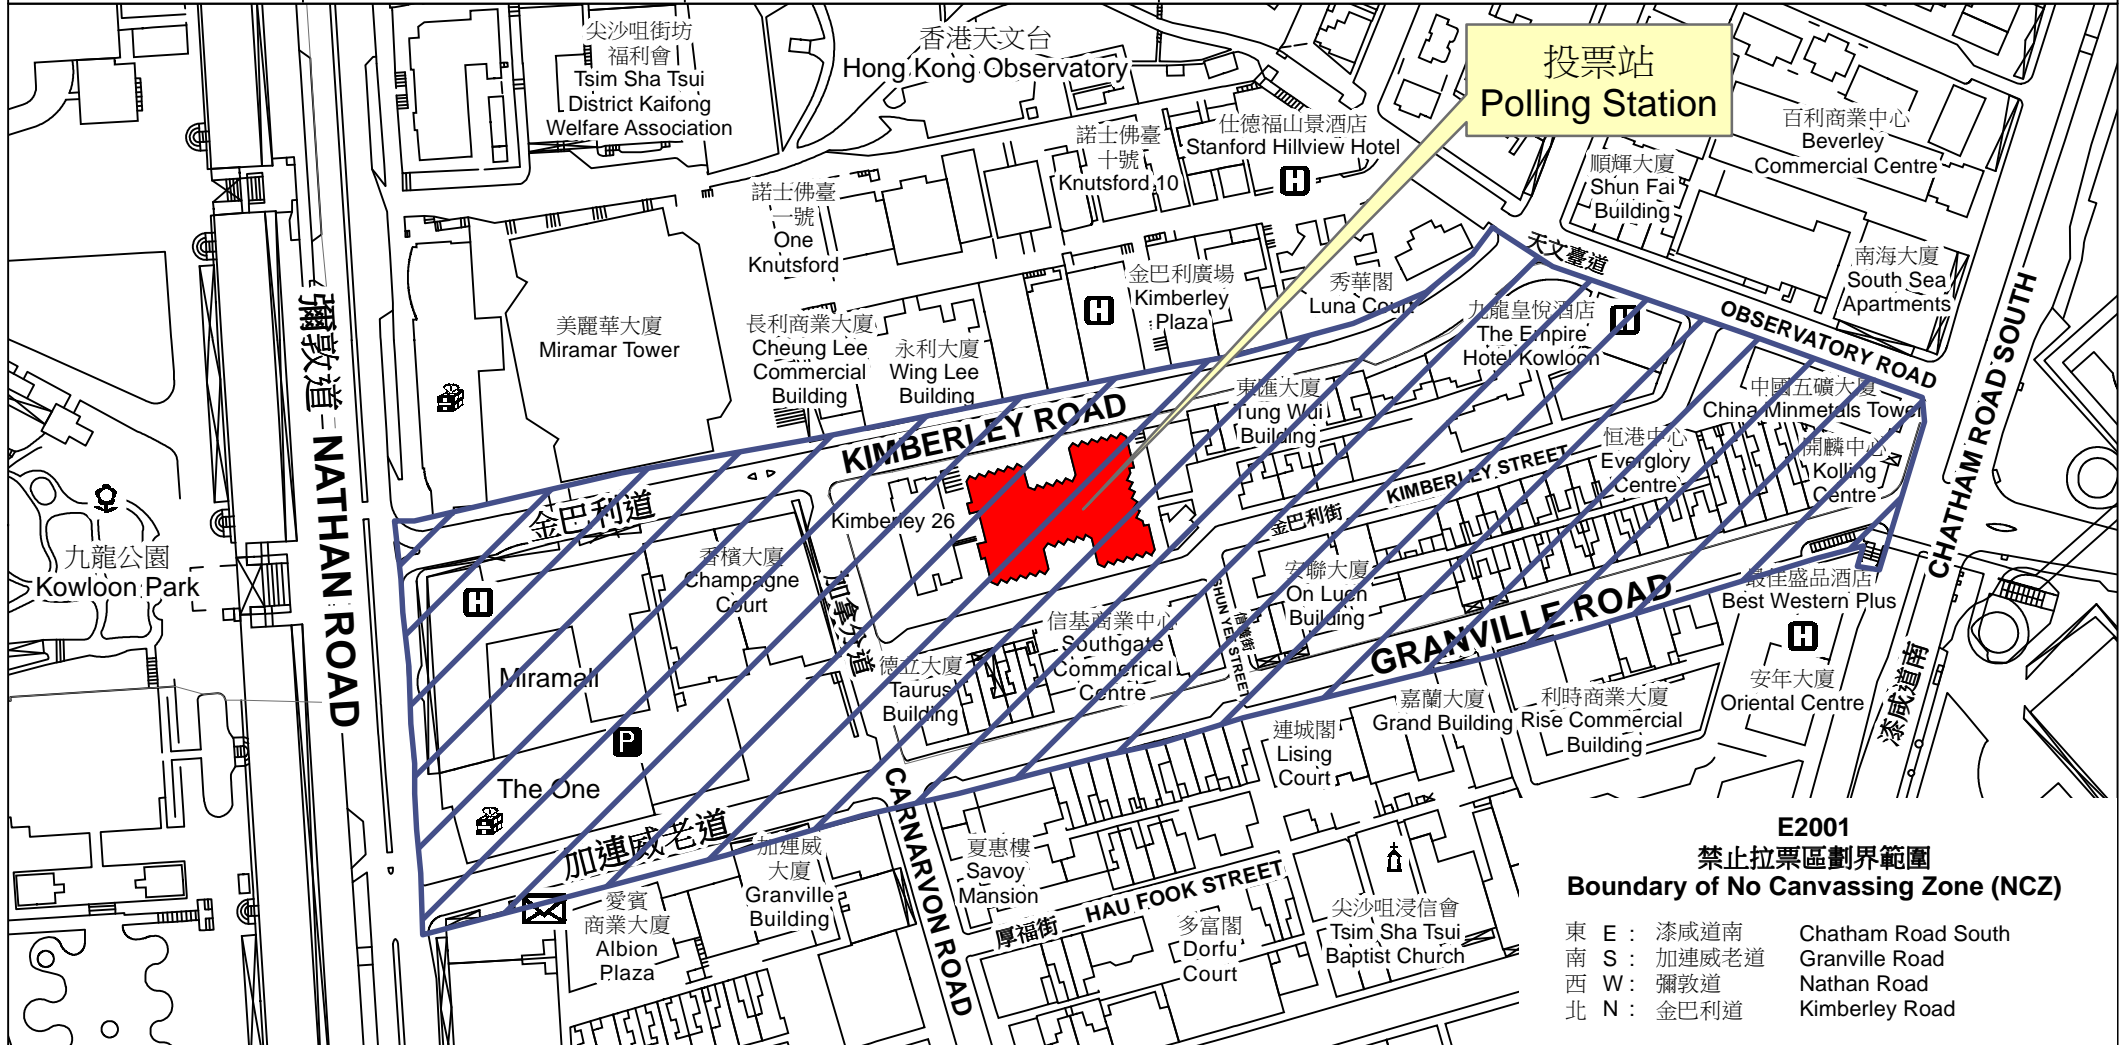 尖沙咀街坊
福利會
Tsim Sha Tsui
District Kaifong
Welfare Association
香港天文台
Hong Kong Observatory
投票站
Polling Station
諾士佛臺
十號
Knutsford 10
仕德福山景酒店
Stanford Hillview Hotel
百利商業中心
Beverley
Commercial Centre
順輝大廈
Shun Fai
Building
諾士佛臺
一號
One
Knutsford
天文臺道
OBSERVATORY ROAD
南海大廈
South Sea
Apartments
金巴利廣場
Kimberley
Plaza
秀華閣
Luna Court
九龍皇悅酒店
The Empire
Hotel Kowloon
美麗華大廈
Miramar Tower
長利商業大廈
Cheung Lee
Commercial
Building
永利大廈
Wing Lee
Building
彌敦道
NATHAN ROAD
東匯大廈
Tung Wui
Building
中國五礦大廈
China Minmetals Tower
CHATHAM ROAD SOUTH
漆咸道南
KIMBERLEY ROAD
金巴利道
恒港中心
Everglory
Centre
開麟中心
Kolling
Centre
KIMBERLEY STREET
金巴利街
Kimberley 26
九龍公園
Kowloon Park
香檳大廈
Champagne
Court
加拿分道
CARNARVON ROAD
安聯大廈
On Luen
Building
SHUN YEE STREET
信義街
最佳盛品酒店
Best Western Plus
信基商業中心
Southgate
Commerical
Centre
GRANVILLE ROAD
加連威老道
德立大廈
Taurus
Building
Miramall
安年大廈
Oriental Centre
嘉蘭大廈
Grand Building
利時商業大廈
Rise Commercial
Building
連城閣
Lising
Court
P
The One
加連威
大廈
Granville
Building
夏惠樓
Savoy
Mansion
愛賓
商業大廈
Albion
Plaza
厚福街
HAU FOOK STREET
多富閣
Dorfu
Court
尖沙咀浸信會
Tsim Sha Tsui
Baptist Church
H
H
H
H
H
E2001
禁止拉票區劃界範圍
Boundary of No Canvassing Zone (NCZ)
東 E : 漆咸道南 Chatham Road South
南 S : 加連威老道 Granville Road
西 W : 彌敦道 Nathan Road
北 N : 金巴利道 Kimberley Road